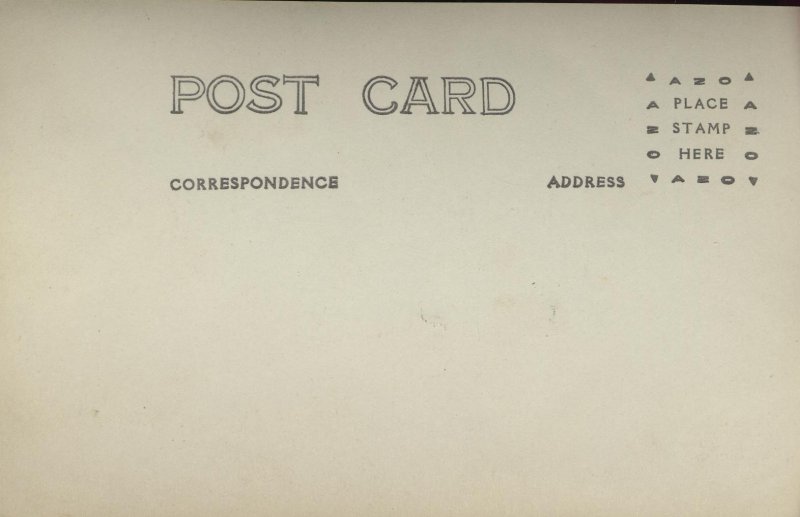 POST CARD
CORRESPONDENCE
ADDRESS
▲ AZO ▲
A PLACE A
Z STAMP Z
O HERE O
▼ AZO ▼